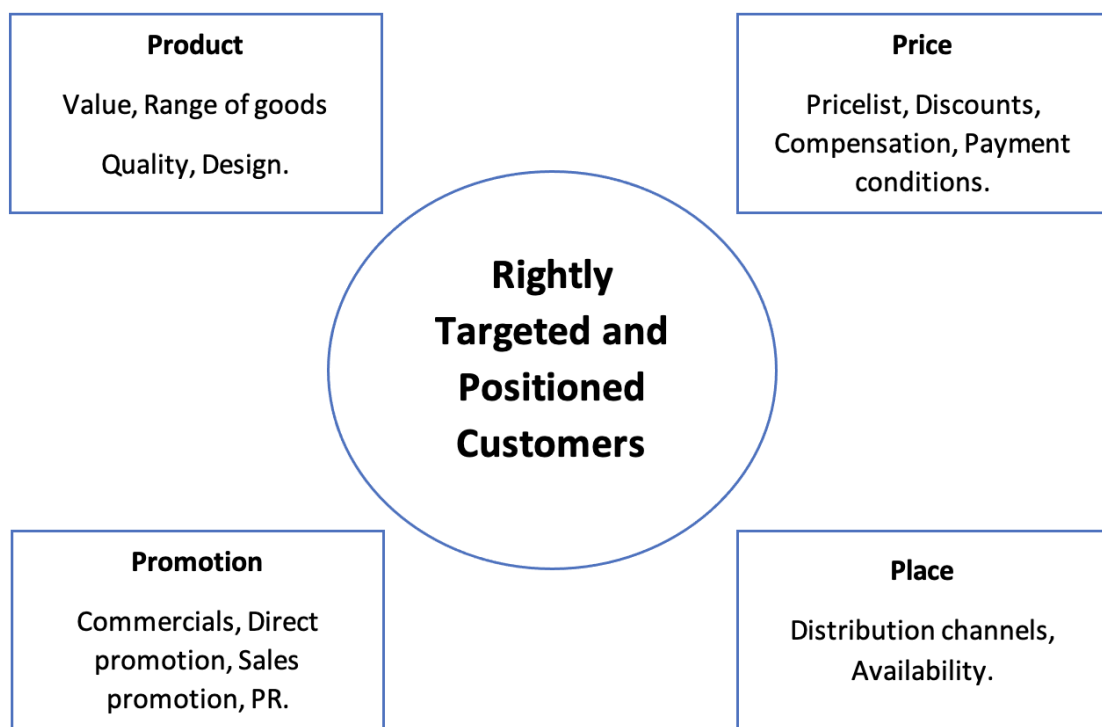 Product
Value, Range of goods
Quality, Design.
Price
Pricelist, Discounts,
Compensation, Payment
conditions.
Rightly
Targeted and
Positioned
Customers
Promotion
Commercials, Direct
promotion, Sales
promotion, PR.
Place
Distribution channels,
Availability.